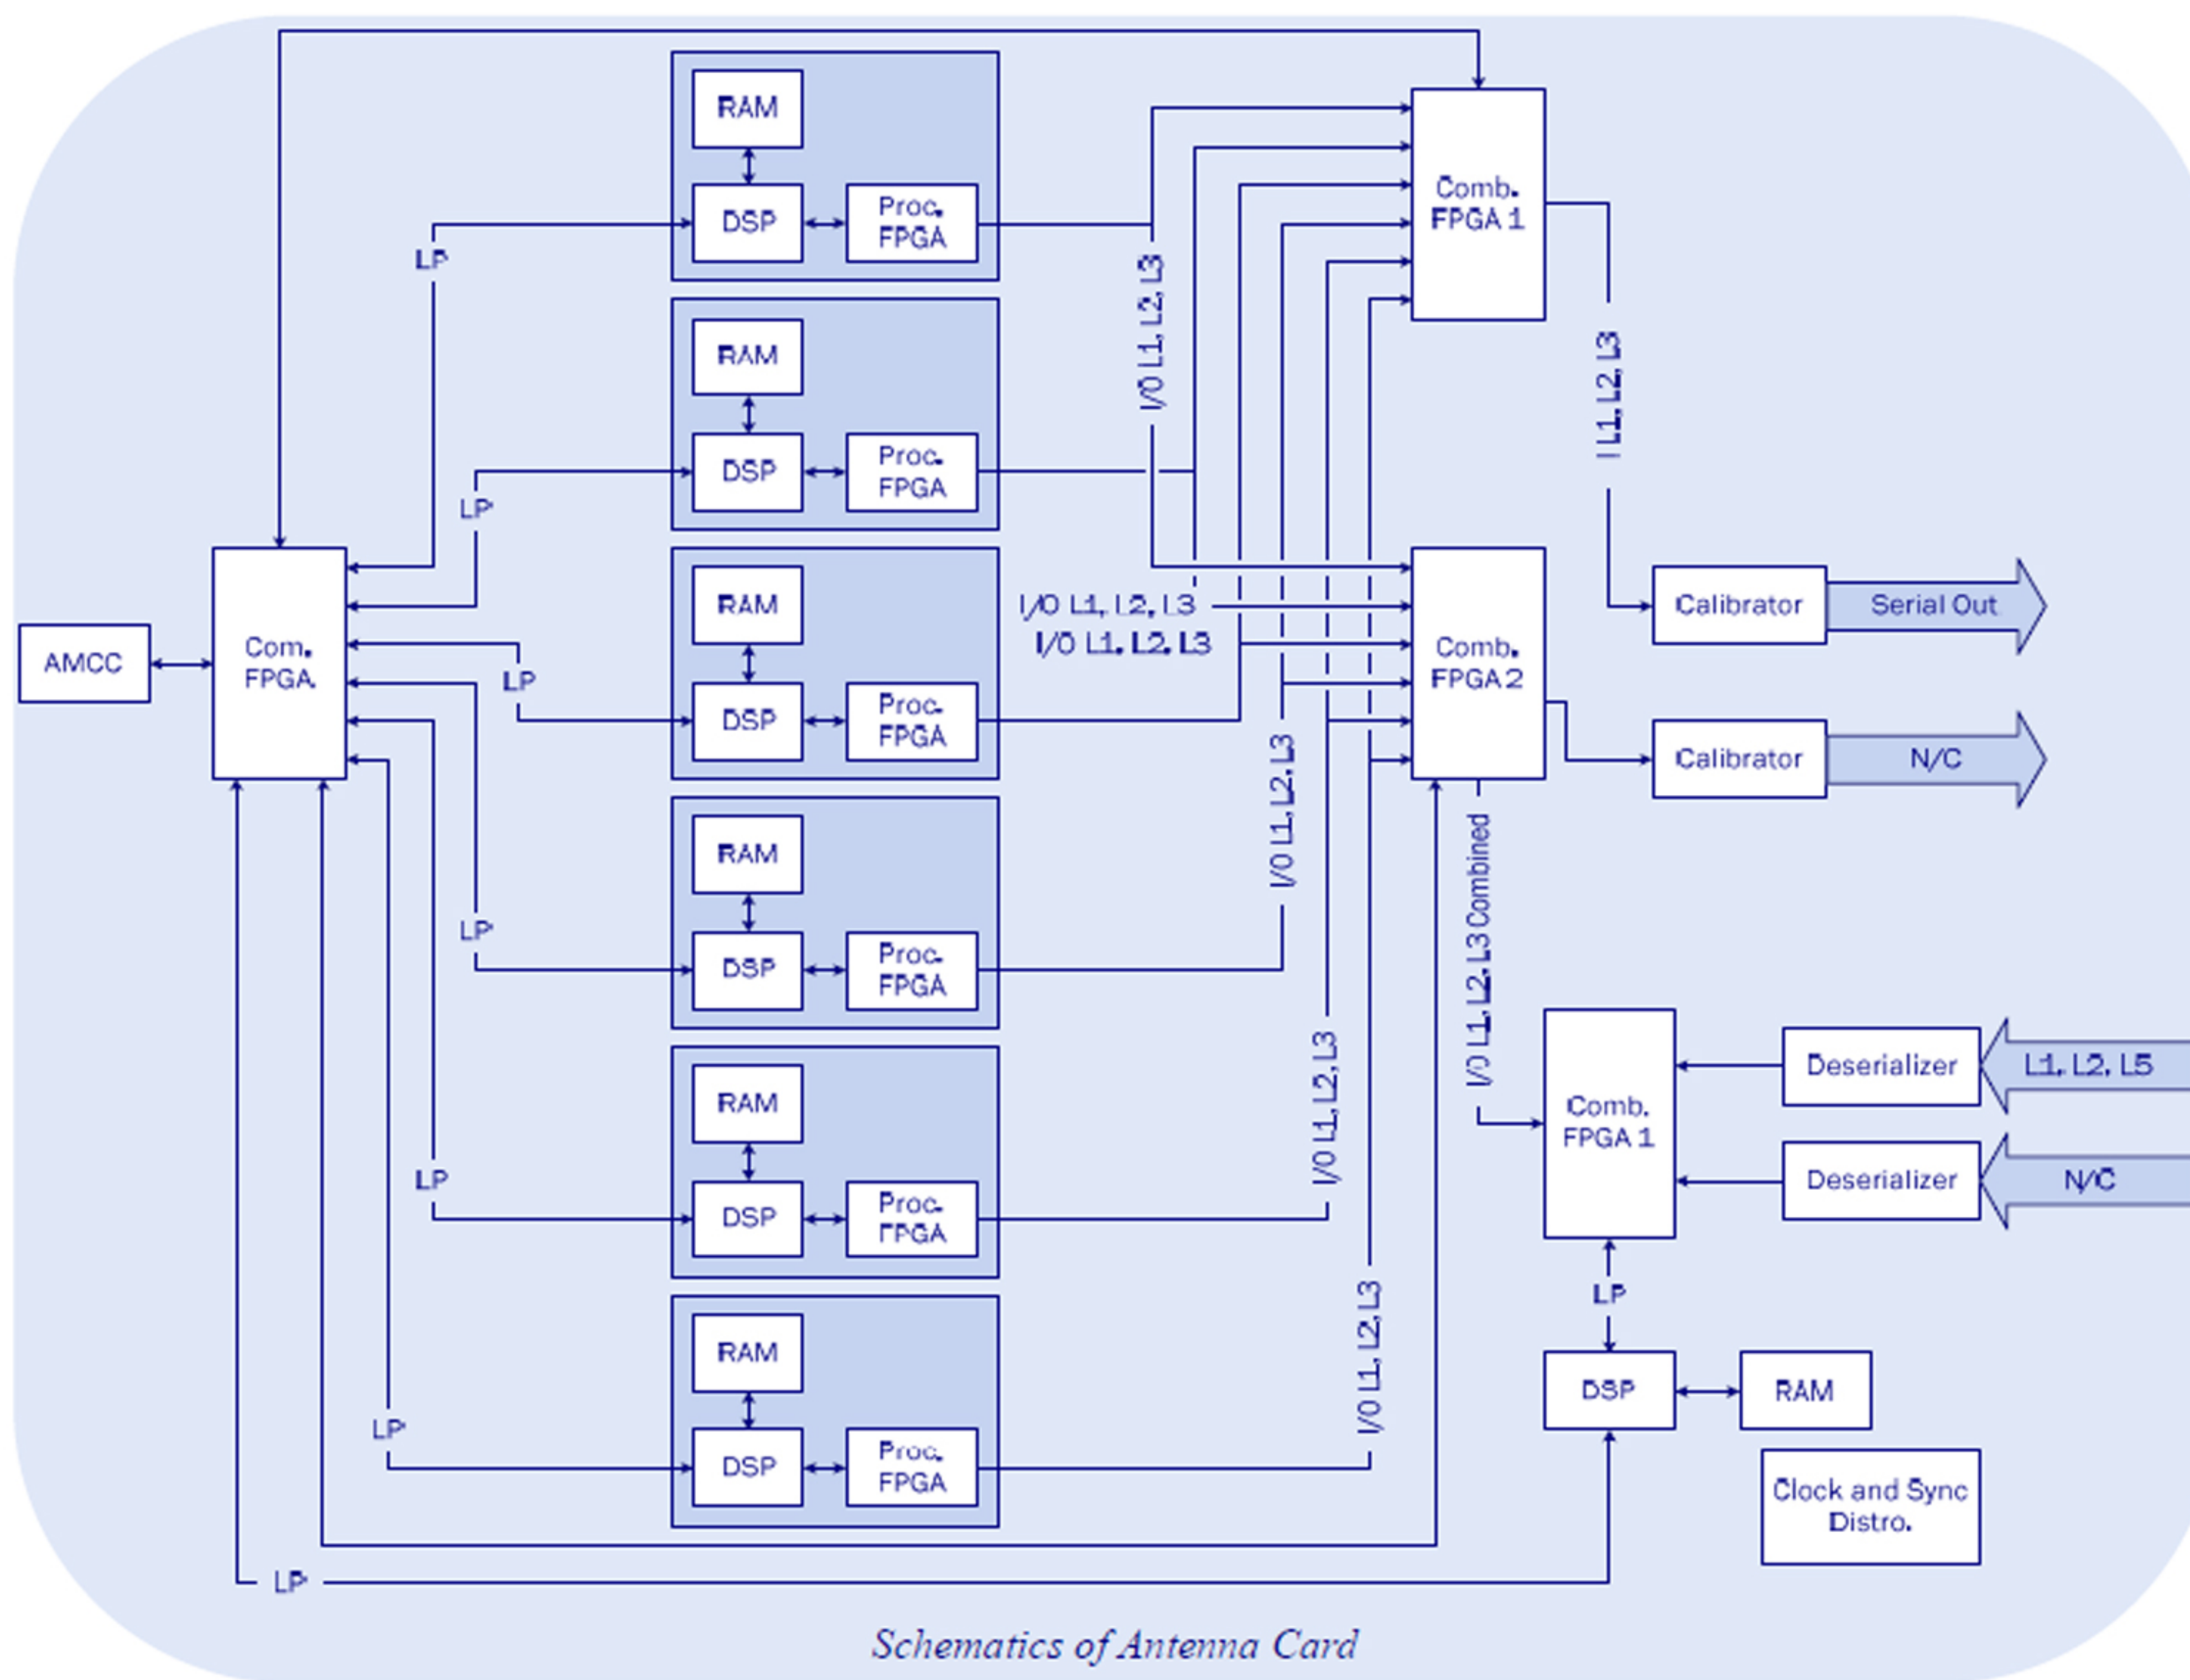 RAM
DSP
Proc.
FPGA
LP
I/O L1, L2, L3
Comb.
FPGA 1
I L1, L2, L3
RAM
DSP
Proc.
FPGA
LP
AMCC
Com.
FPGA
RAM
DSP
Proc.
FPGA
LP
I/O L1, L2, L3
I/O L1, L2, L3
Comb.
FPGA 2
Calibrator
Serial Out
Calibrator
N/C
RAM
DSP
Proc.
FPGA
LP
I/O L1, L2, L3
I/O L1, L2, L3 Combined
RAM
DSP
Proc.
FPGA
LP
I/O L1, L2, L3
Comb.
FPGA 1
Deserializer
L1, L2, L5
Deserializer
N/C
LP
RAM
DSP
Proc.
FPGA
LP
I/O L1, L2, L3
DSP
RAM
Clock and Sync
Distro.
LP
Schematics of Antenna Card